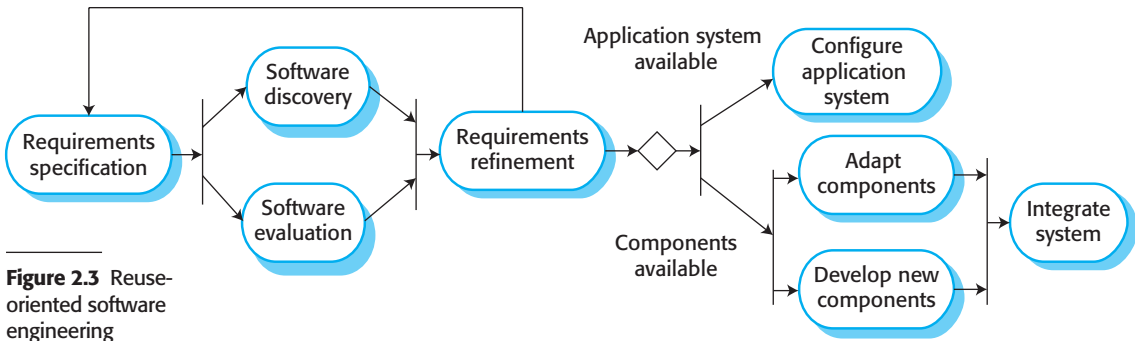 Requirements
specification
Software
discovery
Software
evaluation
Requirements
refinement
Application system
available
Configure
application
system
Components
available
Adapt
components
Develop new
components
Integrate
system
Figure 2.3 Reuse-
oriented software
engineering